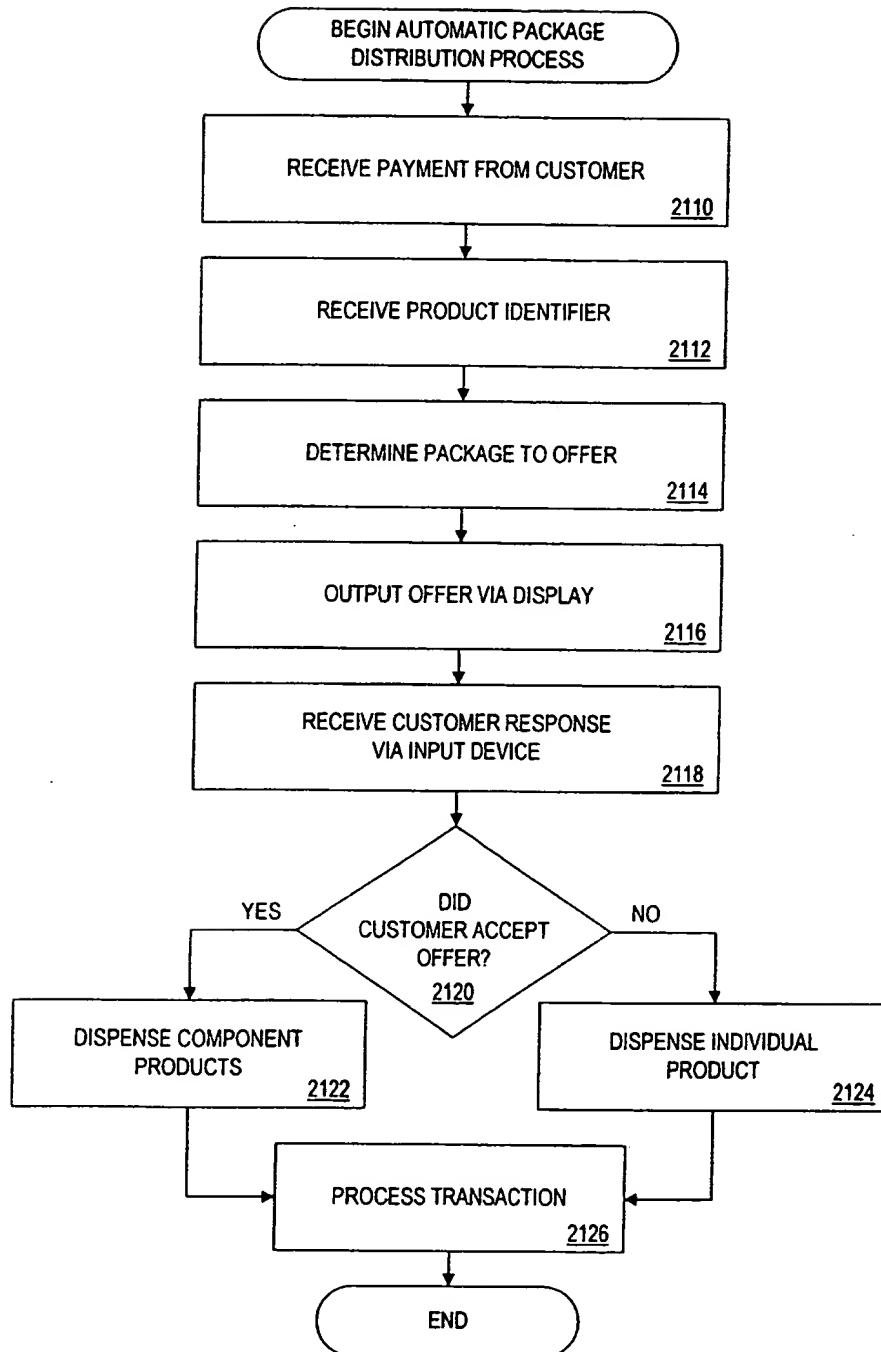 BEGIN AUTOMATIC PACKAGE
DISTRIBUTION PROCESS
RECEIVE PAYMENT FROM CUSTOMER
2110
RECEIVE PRODUCT IDENTIFIER
2112
DETERMINE PACKAGE TO OFFER
2114
OUTPUT OFFER VIA DISPLAY
2116
RECEIVE CUSTOMER RESPONSE
VIA INPUT DEVICE
2118
DID
CUSTOMER ACCEPT
OFFER?
2120
YES
NO
DISPENSE COMPONENT
PRODUCTS
2122
DISPENSE INDIVIDUAL
PRODUCT
2124
PROCESS TRANSACTION
2126
END